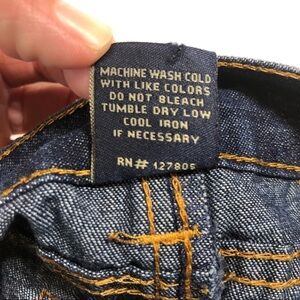 MACHINE WASH COLD
WITH LIKE COLORS
DO NOT BLEACH
TUMBLE DRY LOW
COOL IRON
IF NECESSARY
RN# 127805